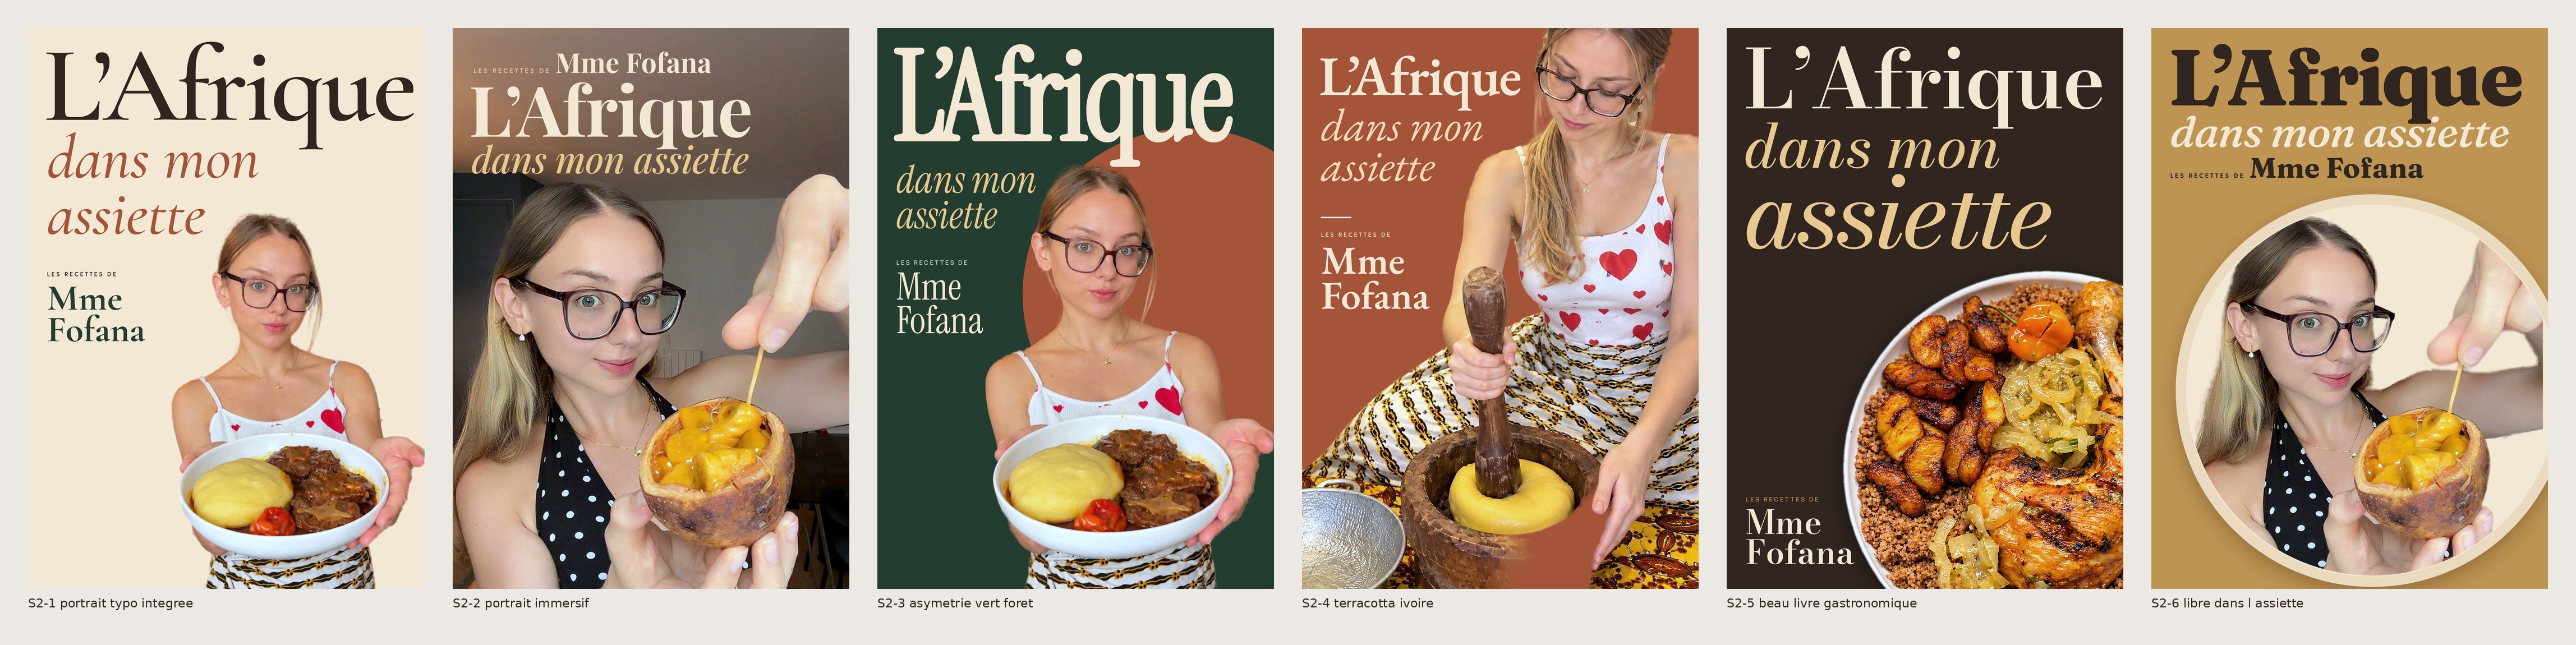 L'Afrique
dans mon
assiette
LES RECETTES DE
Mme
Fofana
S2-1 portrait typo integree
LES RECETTES DE Mme Fofana
L'Afrique
dans mon assiette
S2-2 portrait immersif
L'Afrique
dans mon
assiette
LES RECETTES DE
Mme
Fofana
S2-3 asymetrie vert foret
L'Afrique
dans mon
assiette
LES RECETTES DE
Mme
Fofana
S2-4 terracotta ivoire
L'Afrique
dans mon
assiette
LES RECETTES DE
Mme
Fofana
S2-5 beau livre gastronomique
L'Afrique
dans mon assiette
LES RECETTES DE Mme Fofana
S2-6 libre dans l assiette